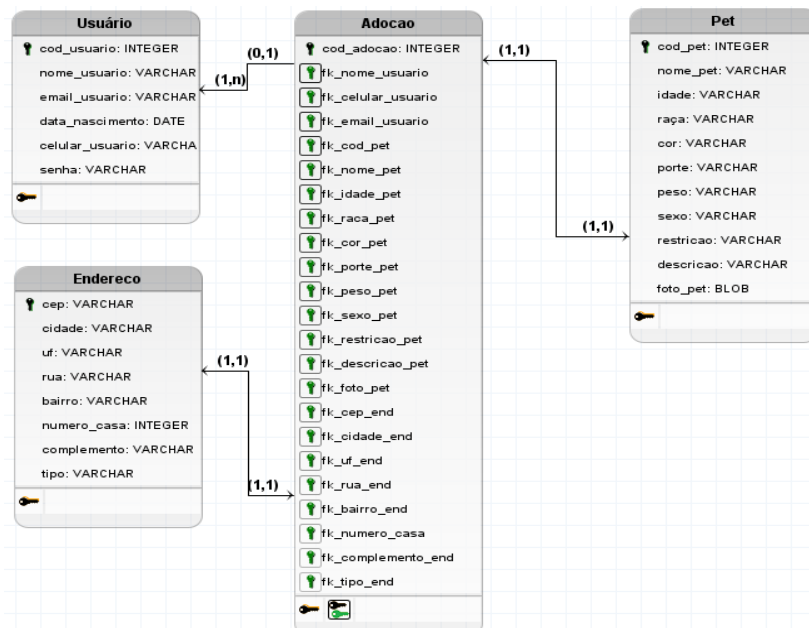 Usuário
cod_usuario: INTEGER
nome_usuario: VARCHAR
email_usuario: VARCHAR
data_nascimento: DATE
celular_usuario: VARCHA
senha: VARCHAR
(0,1)
(1,n)
Endereco
cep: VARCHAR
cidade: VARCHAR
uf: VARCHAR
rua: VARCHAR
bairro: VARCHAR
numero_casa: INTEGER
complemento: VARCHAR
tipo: VARCHAR
(1,1)
(1,1)
Adocao
cod_adocao: INTEGER
fk_nome_usuario
fk_celular_usuario
fk_email_usuario
fk_cod_pet
fk_nome_pet
fk_idade_pet
fk_raca_pet
fk_cor_pet
fk_porte_pet
fk_peso_pet
fk_sexo_pet
fk_restricao_pet
fk_descricao_pet
fk_foto_pet
fk_cep_end
fk_cidade_end
fk_uf_end
fk_rua_end
fk_bairro_end
fk_numero_casa
fk_complemento_end
fk_tipo_end
(1,1)
(1,1)
Pet
cod_pet: INTEGER
nome_pet: VARCHAR
idade: VARCHAR
raça: VARCHAR
cor: VARCHAR
porte: VARCHAR
peso: VARCHAR
sexo: VARCHAR
restricao: VARCHAR
descricao: VARCHAR
foto_pet: BLOB